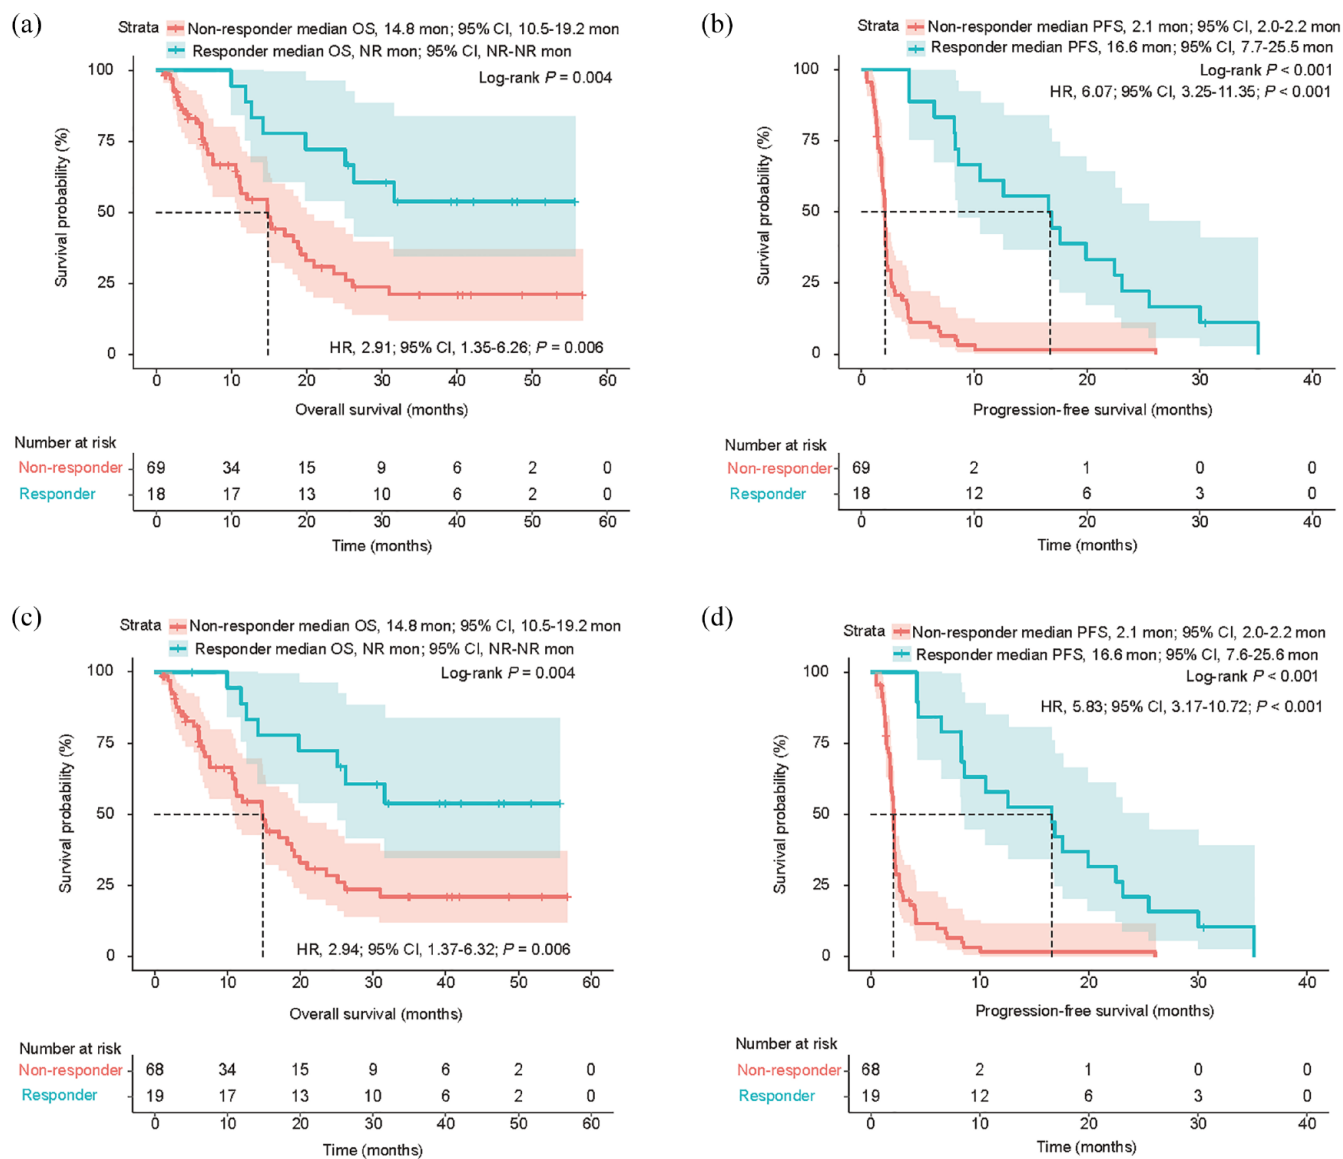 (a)
Strata Non-responder median OS, 14.8 mon; 95% CI, 10.5-19.2 mon
Responder median OS, NR mon; 95% CI, NR-NR mon
Log-rank P = 0.004
100
75
50
25
0
Survival probability (%)
HR, 2.91; 95% CI, 1.35-6.26; P = 0.006
0 10 20 30 40 50 60
Overall survival (months)
Number at risk
Non-responder 69 34 15 9 6 2 0
Responder 18 17 13 10 6 2 0
0 10 20 30 40 50 60
Time (months)
(b)
Strata Non-responder median PFS, 2.1 mon; 95% CI, 2.0-2.2 mon
Responder median PFS, 16.6 mon; 95% CI, 7.7-25.5 mon
Log-rank P < 0.001
HR, 6.07; 95% CI, 3.25-11.35; P < 0.001
100
75
50
25
0
Survival probability (%)
0 10 20 30 40
Progression-free survival (months)
Number at risk
Non-responder 69 2 1 0 0
Responder 18 12 6 3 0
0 10 20 30 40
Time (months)
(c)
Strata Non-responder median OS, 14.8 mon; 95% CI, 10.5-19.2 mon
Responder median OS, NR mon; 95% CI, NR-NR mon
Log-rank P = 0.004
100
75
50
25
0
Survival probability (%)
HR, 2.94; 95% CI, 1.37-6.32; P = 0.006
0 10 20 30 40 50 60
Overall survival (months)
Number at risk
Non-responder 68 34 15 9 6 2 0
Responder 19 17 13 10 6 2 0
0 10 20 30 40 50 60
Time (months)
(d)
Strata Non-responder median PFS, 2.1 mon; 95% CI, 2.0-2.2 mon
Responder median PFS, 16.6 mon; 95% CI, 7.6-25.6 mon
Log-rank P < 0.001
HR, 5.83; 95% CI, 3.17-10.72; P < 0.001
100
75
50
25
0
Survival probability (%)
0 10 20 30 40
Progression-free survival (months)
Number at risk
Non-responder 68 2 1 0 0
Responder 19 12 6 3 0
0 10 20 30 40
Time (months)